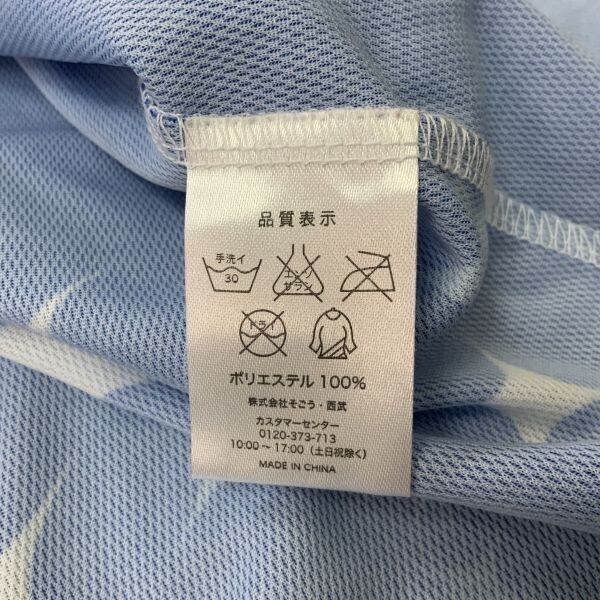 品質表示
手洗イ
30
エンソ
サラシ
ドライ
ポリエステル 100%
株式会社そごう・西武
カスタマーセンター
0120-373-713
10:00～17:00（土日祝除く）
MADE IN CHINA